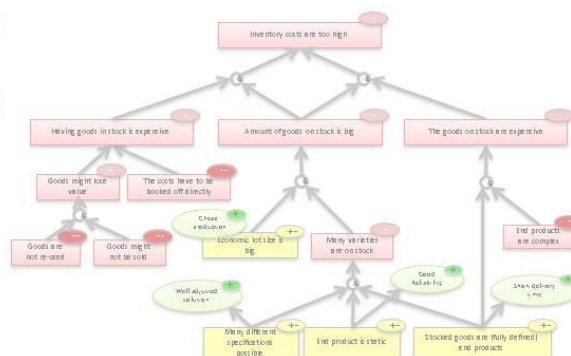 Inventory costs are too high
Having goods in stock is expensive
Amount of goods on stock is big
The goods on stock are expensive
Goods might lose
value
The costs have to be
booked off directly
Goods are
not re-used
Goods might
not be sold
Economic lot size is
big
Many varieties
are on stock
End products
are complex
Good
Reliability
Well adjusted
solution
Short delivery
time
Many different
specifications
possible
End product is static
Stocked goods are (fully defined)
end products